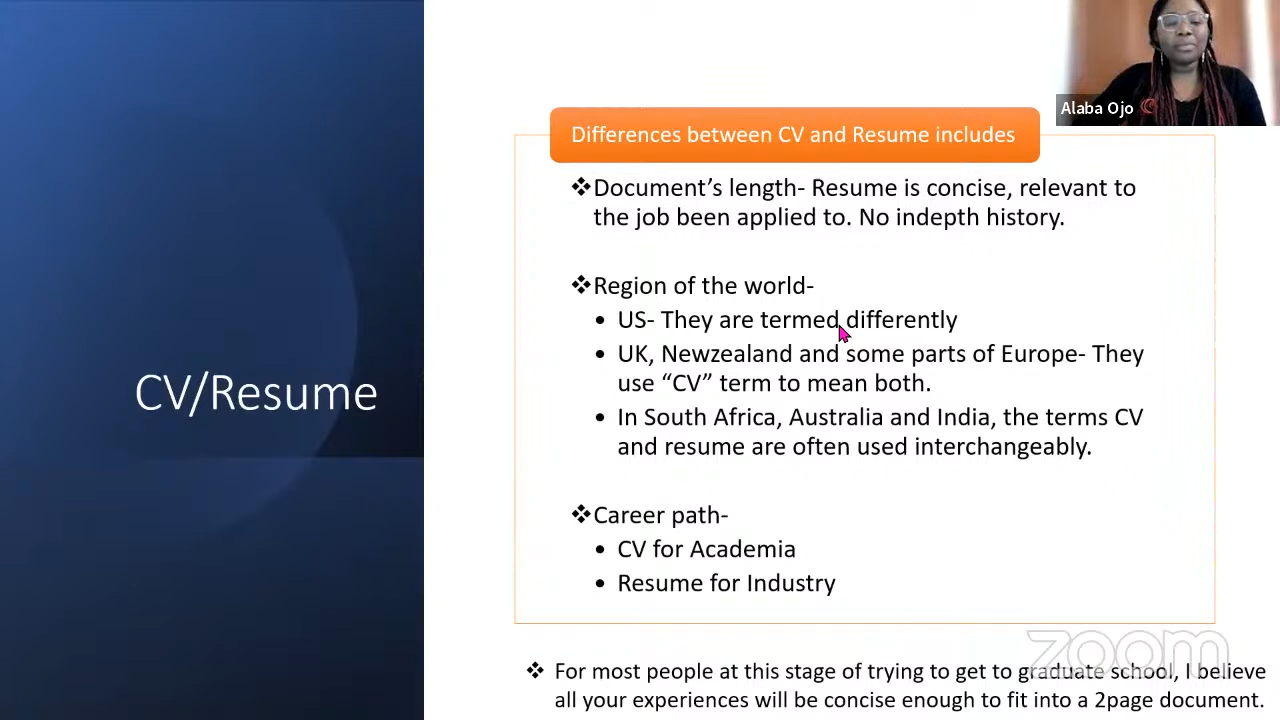 Alaba Ojo
Differences between CV and Resume includes
❖Document’s length- Resume is concise, relevant to
the job been applied to. No indepth history.
❖Region of the world-
• US- They are termed differently
• UK, Newzealand and some parts of Europe- They
use “CV” term to mean both.
• In South Africa, Australia and India, the terms CV
and resume are often used interchangeably.
CV/Resume
❖Career path-
• CV for Academia
• Resume for Industry
zoom
❖ For most people at this stage of trying to get to graduate school, I believe
all your experiences will be concise enough to fit into a 2page document.